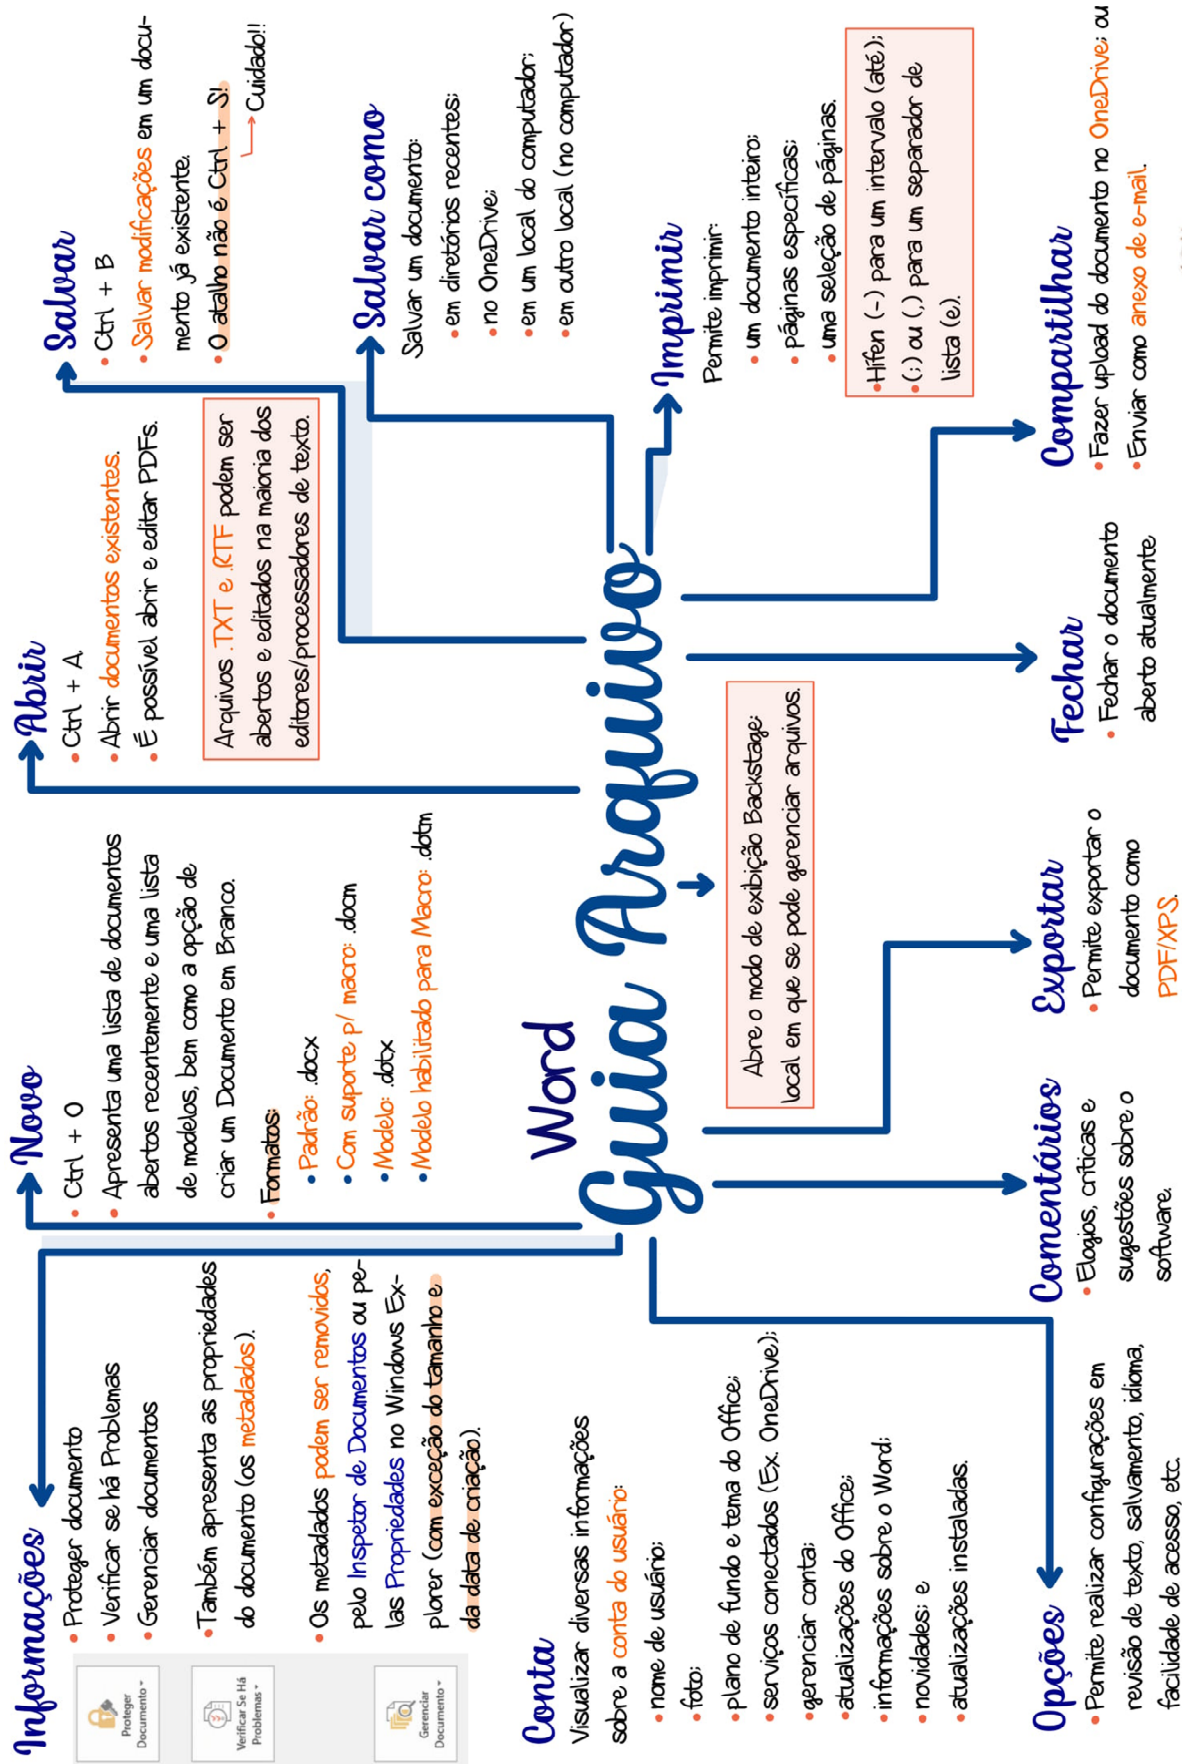 Informações
• Proteger documento
• Verificar se há Problemas
• Gerenciar documentos
• Também apresenta as propriedades
do documento (os metadados).
• Os metadados podem ser removidos,
pelo Inspetor de Documentos ou pe-
las Propriedades no Windows Ex-
plorer (com exceção do tamanho e
da data de criação).
Proteger
Documento
Verificar Se Há
Problemas
Gerenciar
Documento
Novo
• Ctrl + O
• Apresenta uma lista de documentos
abertos recentemente e uma lista
de modelos, bem como a opção de
criar um Documento em Branco.
• Formatos:
• Padrão: .docx
• Com suporte p/ macro: .docm
• Modelo: .dotx
• Modelo habilitado para Macro: .dotm
Abrir
• Ctrl + A
• Abrir documentos existentes.
• É possível abrir e editar PDFs.
Arquivos .TXT e .RTF podem ser
abertos e editados na maioria dos
editores/processadores de texto.
Salvar
• Ctrl + B
• Salvar modificações em um docu-
mento já existente.
• O atalho não é Ctrl + S!
Cuidado!!
Salvar como
Salvar um documento:
• em diretórios recentes;
• no OneDrive;
• em um local do computador;
• em outro local (no computador)
Word
Guia Arquivo
Abre o modo de exibição Backstage:
local em que se pode gerenciar arquivos.
Imprimir
Permite imprimir:
• um documento inteiro;
• páginas específicas;
• uma seleção de páginas.
• Hífen (-) para um intervalo (até);
• (;) ou (,) para um separador de
lista (e).
Conta
Visualizar diversas informações
sobre a conta do usuário:
• nome de usuário;
• foto;
• plano de fundo e tema do Office;
• serviços conectados (Ex. OneDrive);
• gerenciar conta;
• atualizações do Office;
• informações sobre o Word;
• novidades; e
• atualizações instaladas.
Opções
• Permite realizar configurações em
revisão de texto, salvamento, idioma,
facilidade de acesso, etc.
Comentários
• Elogios, críticas e
sugestões sobre o
software.
Exportar
• Permite exportar o
documento como
PDF/XPS.
Fechar
• Fechar o documento
aberto atualmente
Compartilhar
• Fazer upload do documento no OneDrive; ou
• Enviar como anexo de e-mail.